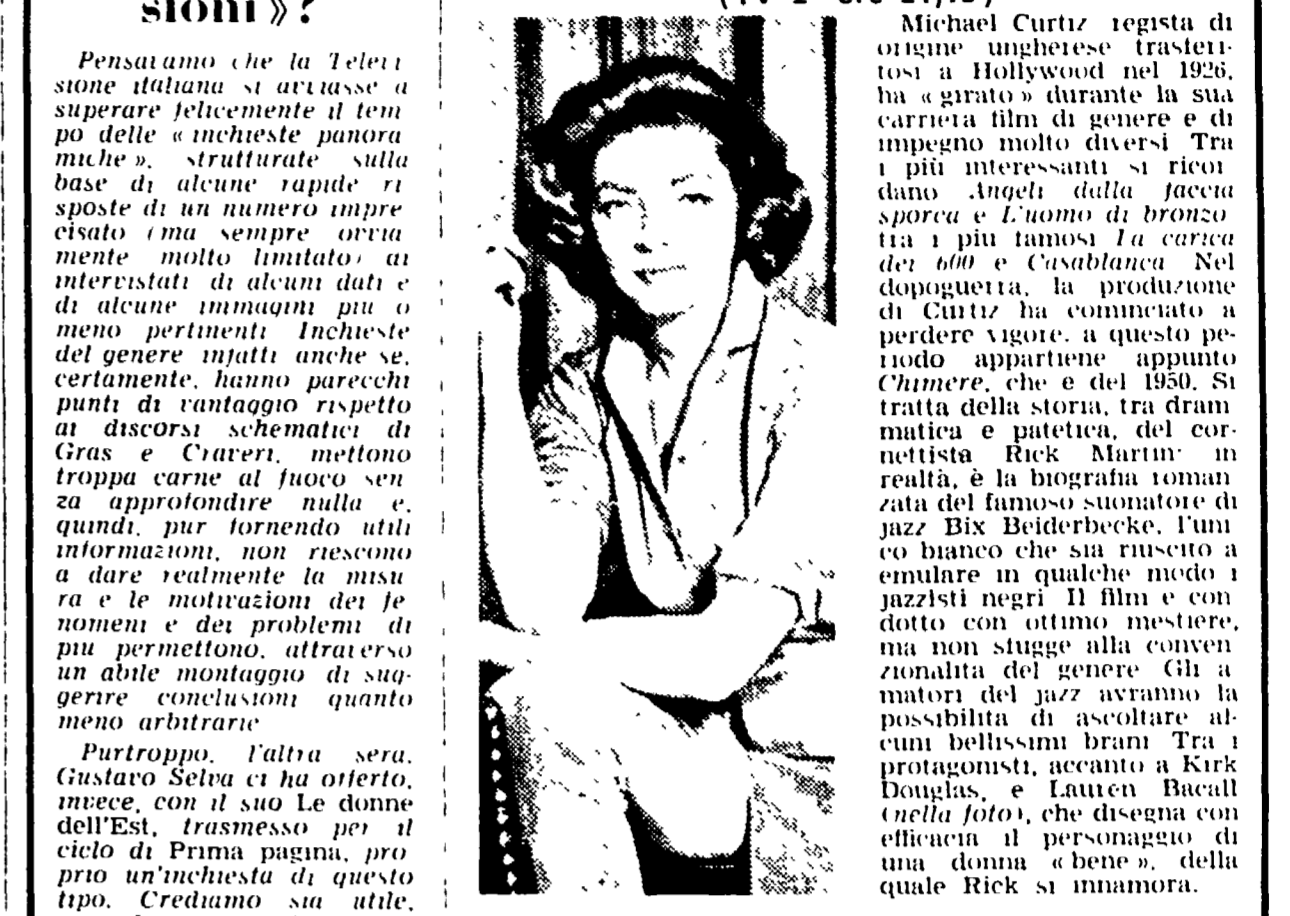 sioni»?
Pensavamo che la Televi
sione italiana si avviasse a
superare felicemente il tem
po delle «inchieste panora
miche», strutturate sulla
base di alcune rapide ri
sposte di un numero impre
cisato (ma sempre ovvia
mente molto limitato) di
intervistati di alcuni dati e
di alcune immagini piu o
meno pertinenti Inchieste
del genere infatti anche se,
certamente, hanno parecchi
punti di vantaggio rispetto
ai discorsi schematici di
Gras e Craveri, mettono
troppa carne al fuoco sen
za approfondire nulla e,
quindi, pur fornendo utili
informazioni, non riescono
a dare realmente la misu
ra e le motivazioni dei fe
nomeni e dei problemi di
piu permettono, attraverso
un abile montaggio di sug-
gerire conclusioni quanto
meno arbitrarie
Purtroppo, l'altra sera,
Gustavo Selva ci ha offerto,
invece, con il suo Le donne
dell'Est, trasmesso per il
ciclo di Prima pagina, pro
prio un'inchiesta di questo
tipo. Crediamo sia utile,
Michael Curtiz regista di
origine ungherese trasferi-
tosi a Hollywood nel 1926,
ha «girato» durante la sua
carriera film di genere e di
impegno molto diversi Tra
i più interessanti si ricor
dano Angeli dalla faccia
sporca e L'uomo di bronzo
tra i piu famosi La carica
dei 600 e Casablanca Nel
dopoguerra, la produzione
di Curtiz ha cominciato a
perdere vigore, a questo pe-
riodo appartiene appunto
Chimere, che e del 1950. Si
tratta della storia, tra dram
matica e patetica, del cor-
nettista Rick Martin: in
realtà, è la biografia roman
zata del famoso suonatore di
jazz Bix Beiderbecke, l'uni
co bianco che sia riuscito a
emulare in qualche modo i
jazzisti negri Il film e con
dotto con ottimo mestiere,
ma non sfugge alla conven
zionalita del genere Gli a
matori del jazz avranno la
possibilita di ascoltare al-
cuni bellissimi brani Tra i
protagonisti, accanto a Kirk
Douglas, e Lauren Bacall
(nella foto), che disegna con
efficacia il personaggio di
una donna «bene», della
quale Rick si innamora.